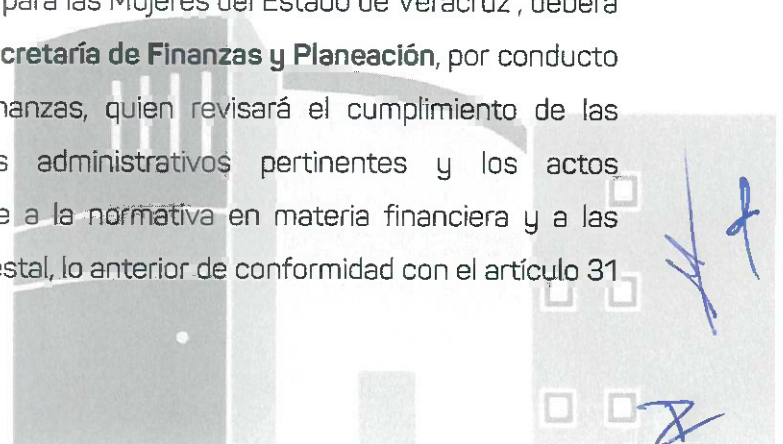 para las Mujeres del Estado de Veracruz", deberá
cretaría de Finanzas y Planeación, por conducto
nanzas, quien revisará el cumplimiento de las
s administrativos pertinentes y los actos
e a la normativa en materia financiera y a las
estal, lo anterior de conformidad con el artículo 31